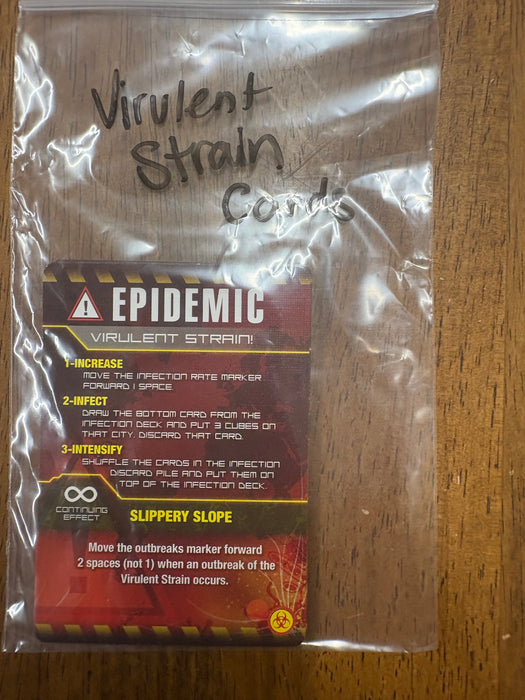 Virulent
Strain
Cards
EPIDEMIC
VIRULENT STRAIN!
1-INCREASE
MOVE THE INFECTION RATE MARKER
FORWARD 1 SPACE
2-INFECT
DRAW THE BOTTOM CARD FROM THE
INFECTION DECK AND PUT 3 CUBES ON
THAT CITY. DISCARD THAT CARD.
3-INTENSIFY
SHUFFLE THE CARDS IN THE INFECTION
DISCARD PILE AND PUT THEM ON
TOP OF THE INFECTION DECK.
CONTINUING
EFFECT
SLIPPERY SLOPE
Move the outbreaks marker forward
2 spaces (not 1) when an outbreak of the
Virulent Strain occurs.